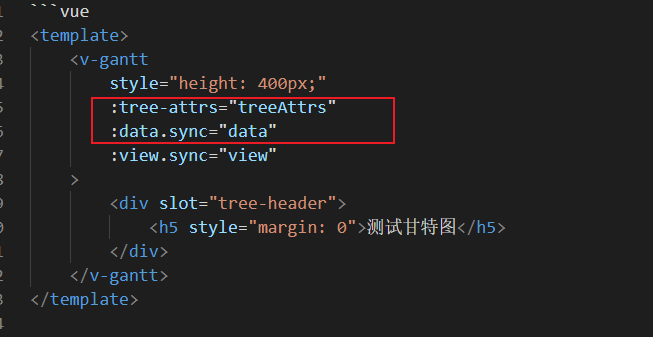 ```vue
<template>
<v-gantt
style="height: 400px;"
:tree-attrs="treeAttrs"
:data.sync="data"
:view.sync="view"
>
<div slot="tree-header">
<h5 style="margin: 0">测试甘特图</h5>
</div>
</v-gantt>
</template>